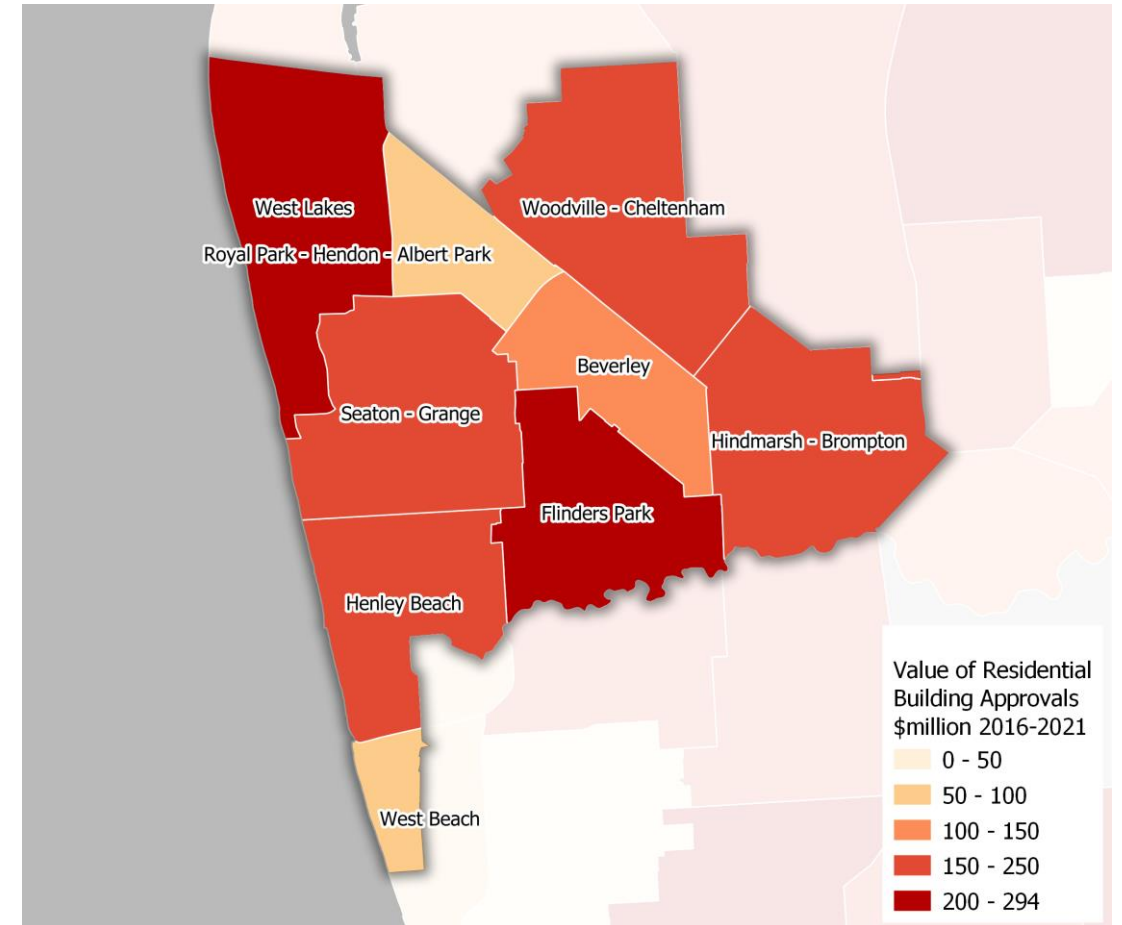 West Lakes
Woodville - Cheltenham
Royal Park - Hendon - Albert Park
Beverley
Seaton - Grange
Hindmarsh - Brompton
Flinders Park
Henley Beach
West Beach
Value of Residential
Building Approvals
$million 2016-2021
0 - 50
50 - 100
100 - 150
150 - 250
200 - 294